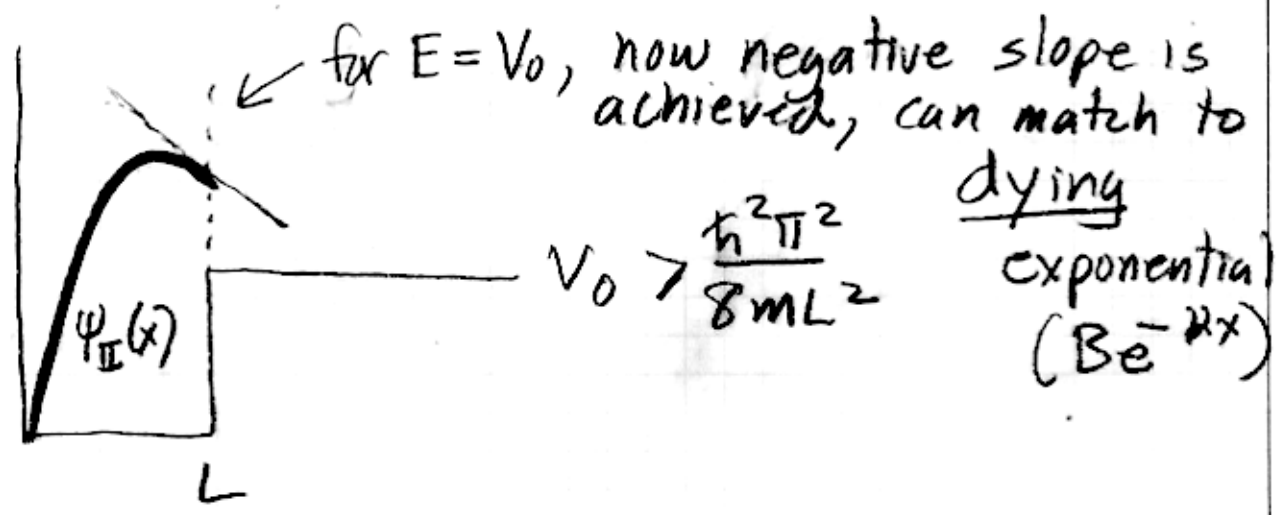 for E = V₀, now negative slope is
achieved, can match to
dying
exponential
(Be^{-κx})
V₀ > ħ²π² / 8mL²
ψ_II(x)
L